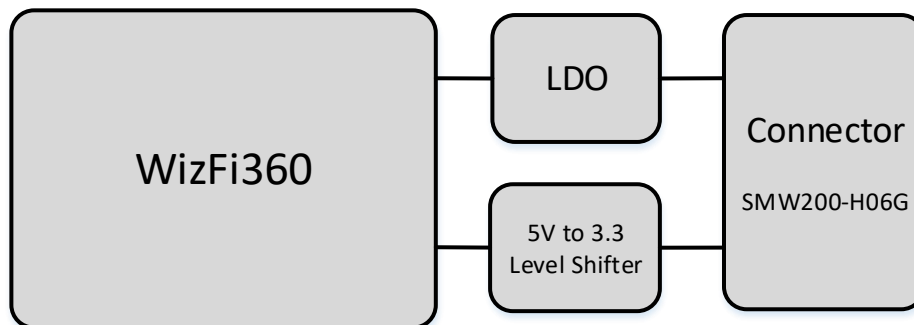 WizFi360
LDO
5V to 3.3
Level Shifter
Connector
SMW200-H06G